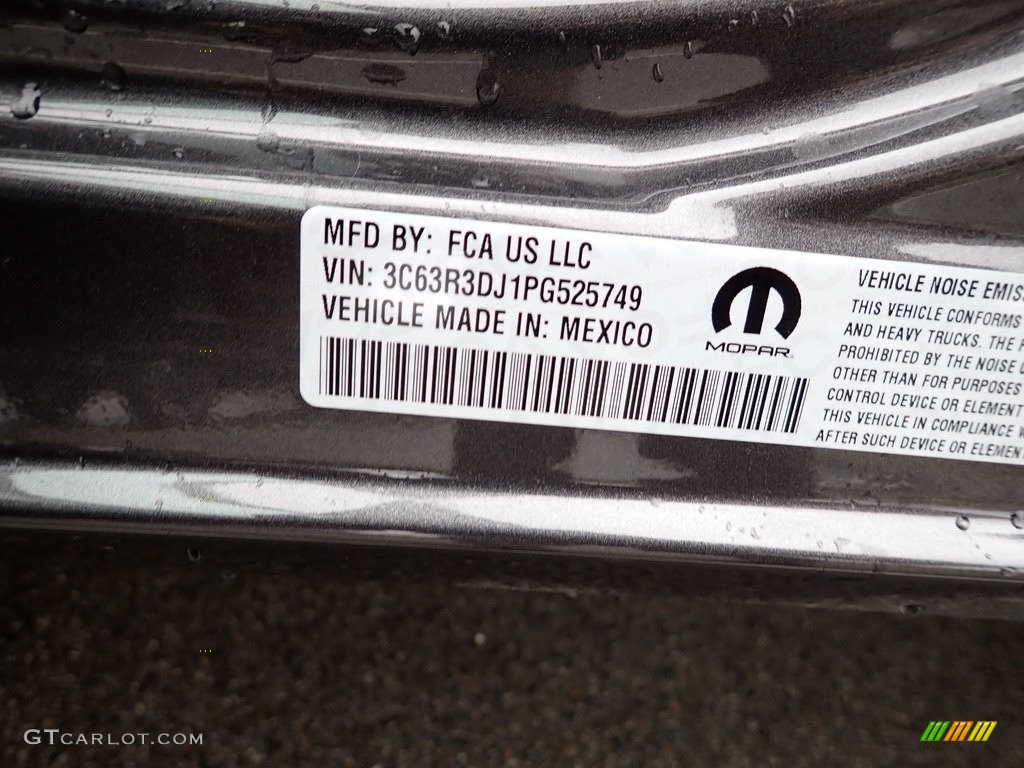 MFD BY: FCA US LLC
VIN: 3C63R3DJ1PG525749
VEHICLE MADE IN: MEXICO
MOPAR
VEHICLE NOISE
THIS VEHICLE CONFORMS
AND HEAVY TRUCKS. THE
PROHIBITED BY THE NOISE
OTHER THAN FOR PURPOSES
CONTROL DEVICE OR ELEMENT
THIS VEHICLE IN COMPLIANCE
AFTER SUCH DEVICE OR
GTCARLOT.COM